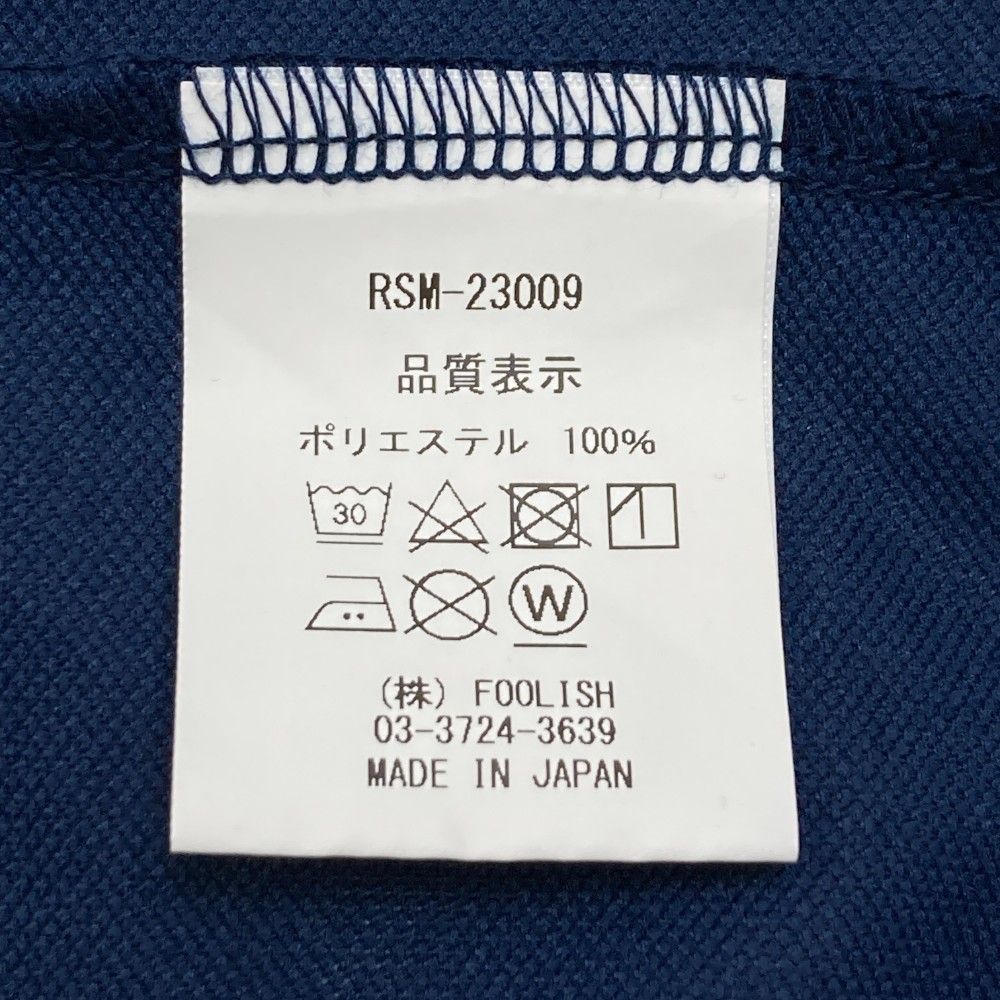 RSM-23009
品質表示
ポリエステル 100%
30
W
(株) FOOLISH
03-3724-3639
MADE IN JAPAN